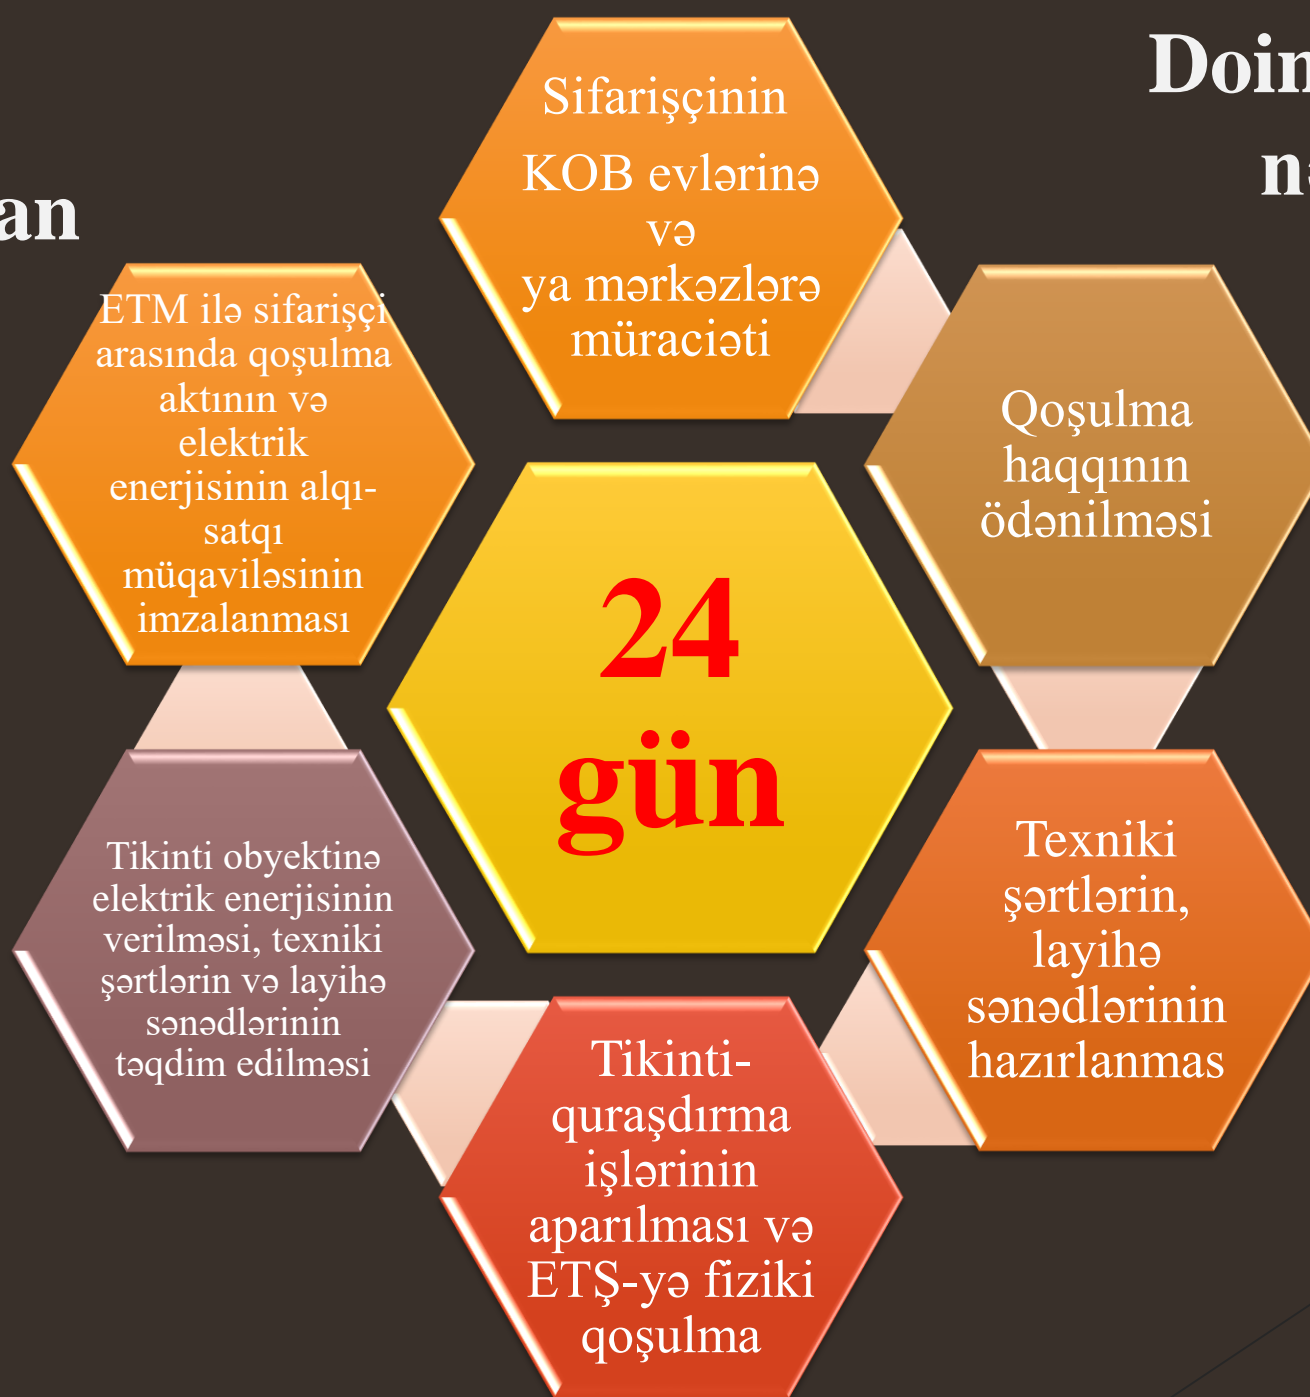 Doin
an
Sifarişçinin
KOB evlərinə
və
ya mərkəzlərə
müraciəti
Qoşulma
haqqının
ödənilməsi
Texniki
şərtlərin,
layihə
sənədlərinin
hazırlanmas
Tikinti-
quraşdırma
işlərinin
aparılması və
ETŞ-yə fiziki
qoşulma
Tikinti obyektinə
elektrik enerjisinin
verilməsi, texniki
şərtlərin və layihə
sənədlərinin
təqdim edilməsi
ETM ilə sifarişçi
arasında qoşulma
aktının və
elektrik
enerjisinin alqı-
satqı
müqaviləsinin
imzalanması
24
gün